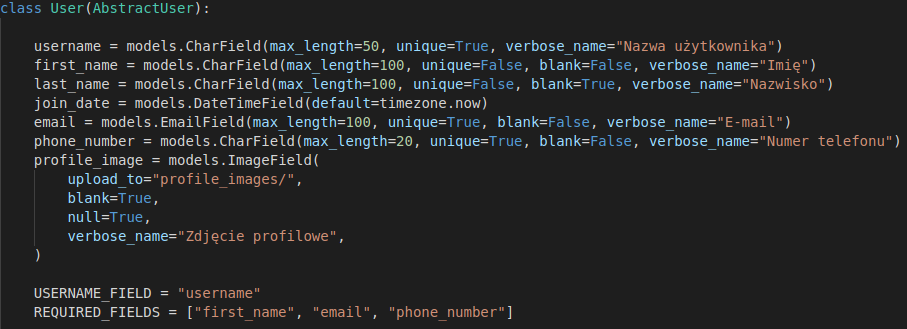 class User(AbstractUser):
username = models.CharField(max_length=50, unique=True, verbose_name="Nazwa użytkownika")
first_name = models.CharField(max_length=100, unique=False, blank=False, verbose_name="Imię")
last_name = models.CharField(max_length=100, unique=False, blank=True, verbose_name="Nazwisko")
join_date = models.DateTimeField(default=timezone.now)
email = models.EmailField(max_length=100, unique=True, blank=False, verbose_name="E-mail")
phone_number = models.CharField(max_length=20, unique=True, blank=False, verbose_name="Numer telefonu")
profile_image = models.ImageField(
upload_to="profile_images/",
blank=True,
null=True,
verbose_name="Zdjęcie profilowe",
)
USERNAME_FIELD = "username"
REQUIRED_FIELDS = ["first_name", "email", "phone_number"]